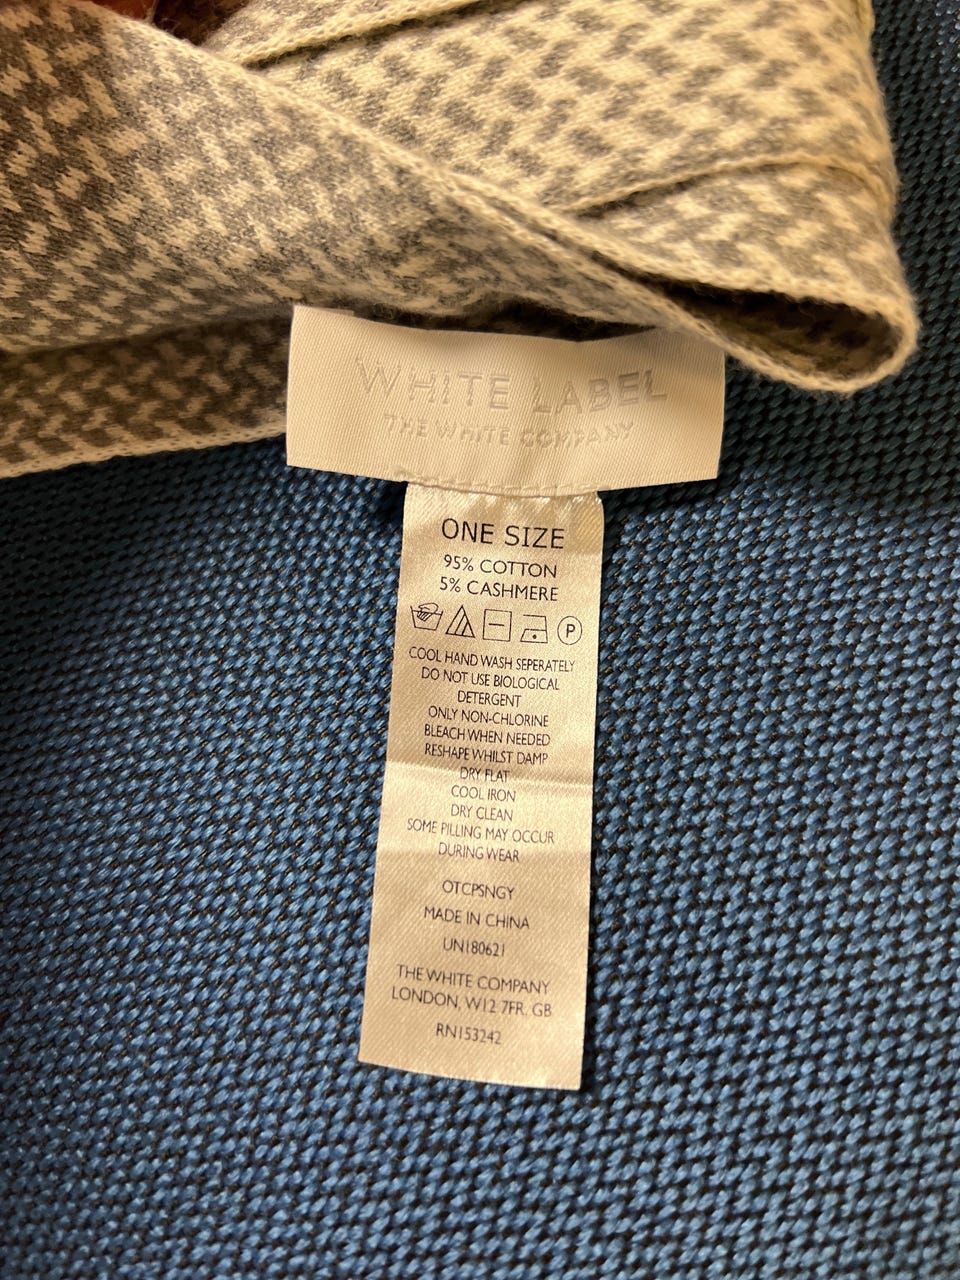 WHITE LABEL
THE WHITE COMPANY
ONE SIZE
95% COTTON
5% CASHMERE
P
COOL HAND WASH SEPERATELY
DO NOT USE BIOLOGICAL
DETERGENT
ONLY NON-CHLORINE
BLEACH WHEN NEEDED
RESHAPE WHILST DAMP
DRY FLAT
COOL IRON
DRY CLEAN
SOME PILLING MAY OCCUR
DURING WEAR
OTCPSNGY
MADE IN CHINA
UN180621
THE WHITE COMPANY
LONDON, W12 7FR, GB
RN153242